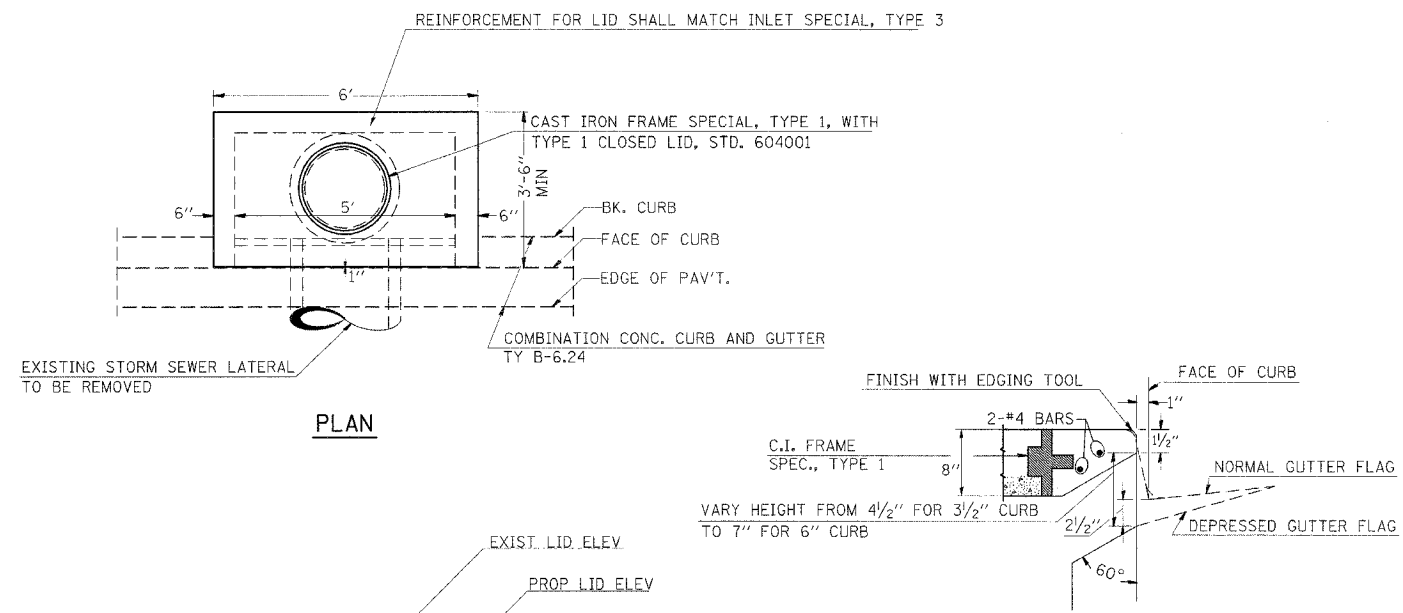 REINFORCEMENT FOR LID SHALL MATCH INLET SPECIAL, TYPE 3
6'
CAST IRON FRAME SPECIAL, TYPE 1, WITH
TYPE 1 CLOSED LID, STD. 604001
3'-6"
MIN
6"
5'
6"
BK. CURB
FACE OF CURB
1"
EDGE OF PAV'T.
COMBINATION CONC. CURB AND GUTTER
TY B-6.24
EXISTING STORM SEWER LATERAL
TO BE REMOVED
PLAN
FINISH WITH EDGING TOOL
FACE OF CURB
1"
2-#4 BARS
1½"
C.I. FRAME
SPEC., TYPE 1
8"
NORMAL GUTTER FLAG
VARY HEIGHT FROM 4½" FOR 3½" CURB
TO 7" FOR 6" CURB
2½"
DEPRESSED GUTTER FLAG
60°
EXIST LID ELEV
PROP LID ELEV